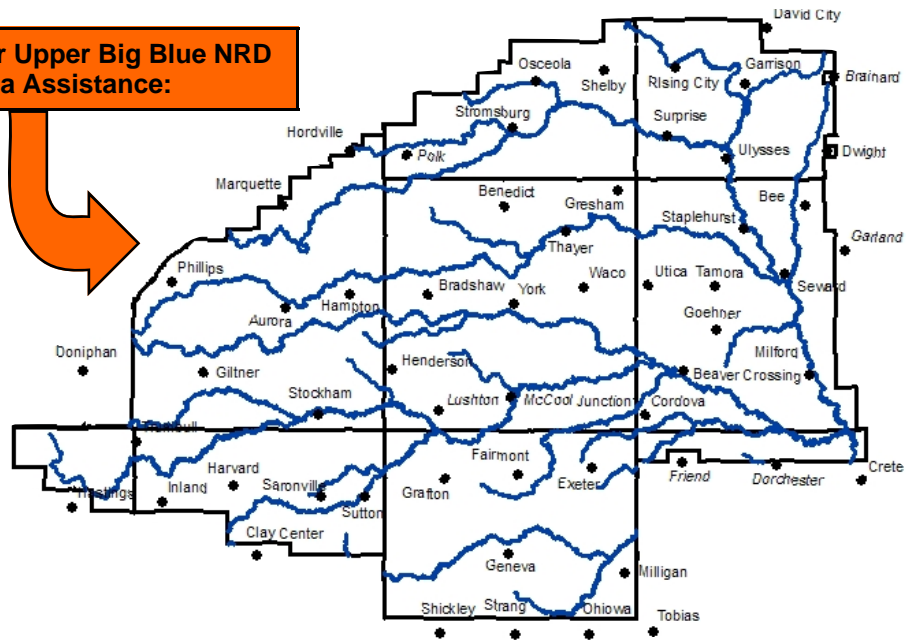 r Upper Big Blue NRD
a Assistance:
David City
Osceola
Shelby
Rising City
Garrison
Brainard
Stromsburg
Surprise
Hordville
Polk
Ulysses
Dwight
Marquette
Benedict
Gresham
Staplehurst
Bee
Thayer
Garland
Phillips
Bradshaw
York
Waco
Utica
Tamora
Seward
Hampton
Aurora
Goehner
Doniphan
Giltner
Henderson
Milford
Beaver Crossing
Stockham
Lushton
McCool Junction
Cordova
Trumbull
Harvard
Fairmont
Hastings
Inland
Saronville
Sutton
Grafton
Exeter
Friend
Dorchester
Crete
Clay Center
Geneva
Milligan
Shickley
Strang
Ohiowa
Tobias